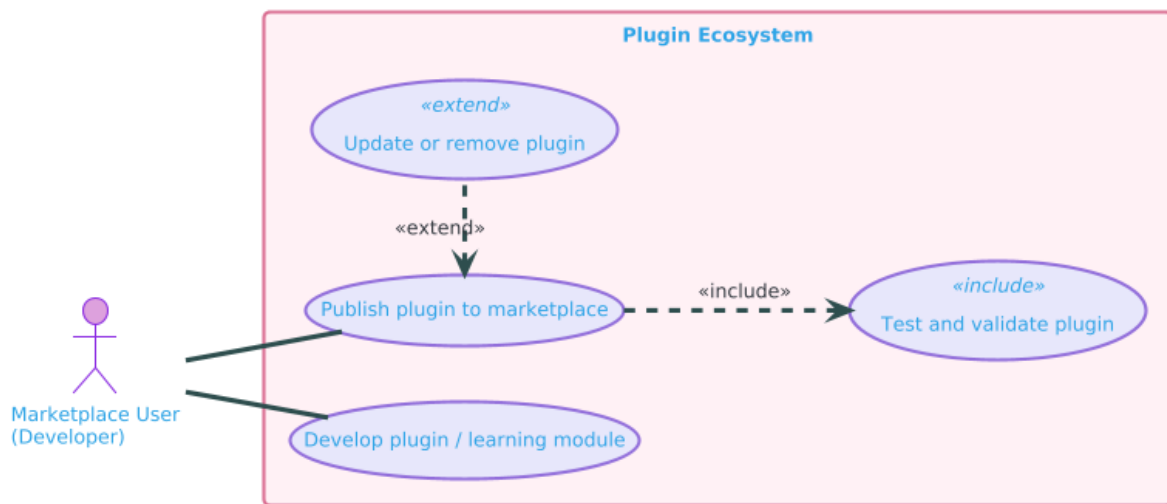 Plugin Ecosystem
«extend»
Update or remove plugin
«extend»
Publish plugin to marketplace
«include»
«include»
Test and validate plugin
Marketplace User
(Developer)
Develop plugin / learning module